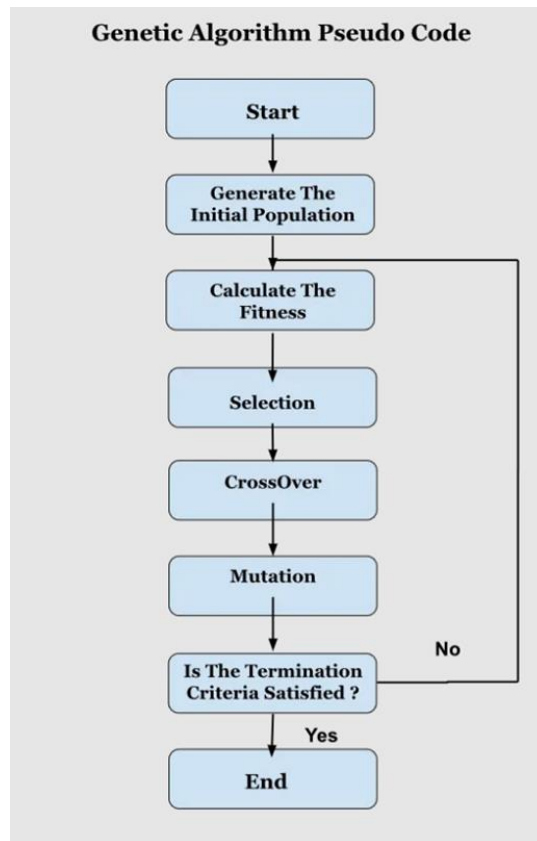 Genetic Algorithm Pseudo Code
Start
Generate The
Initial Population
Calculate The
Fitness
Selection
CrossOver
Mutation
Is The Termination
Criteria Satisfied ?
No
Yes
End